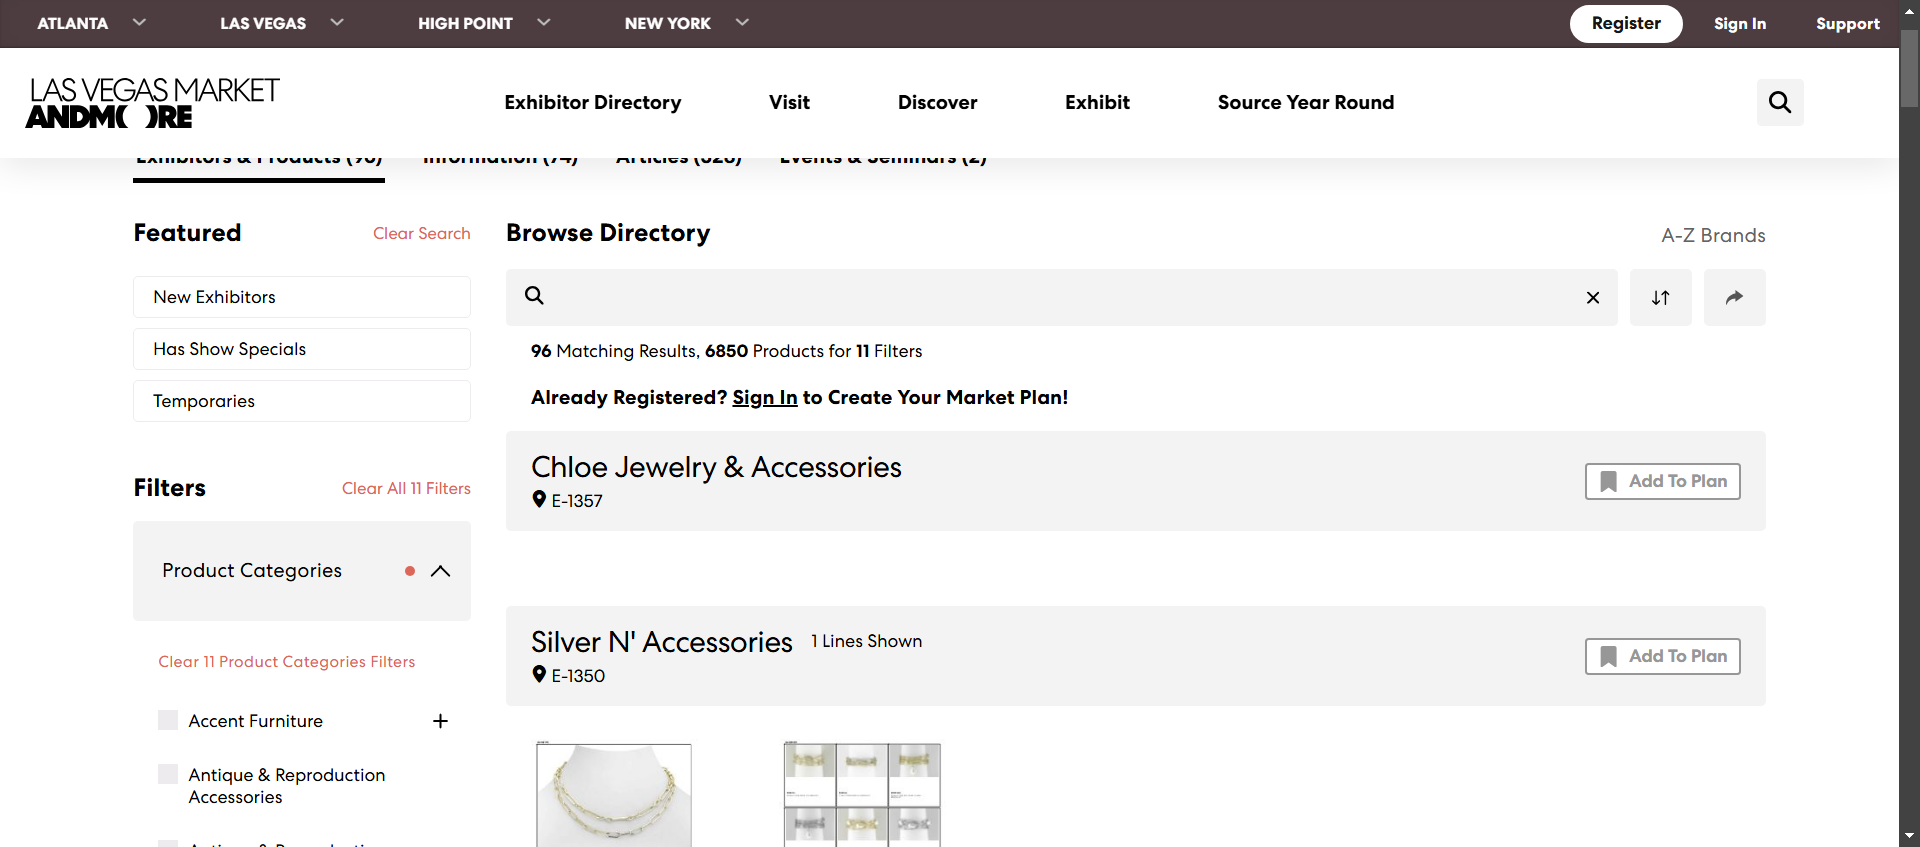 ATLANTA
LAS VEGAS
HIGH POINT
NEW YORK
Register
Sign In
Support
LAS VEGAS MARKET
ANDMORE
Exhibitor Directory
Visit
Discover
Exhibit
Source Year Round
Exhibitors & Products (96)
Information (74)
Events & Seminars (2)
Featured
Clear Search
New Exhibitors
Has Show Specials
Temporaries
Filters
Clear All 11 Filters
Product Categories
Clear 11 Product Categories Filters
Accent Furniture
Antique & Reproduction
Accessories
Browse Directory
A-Z Brands
96 Matching Results, 6850 Products for 11 Filters
Already Registered? Sign In to Create Your Market Plan!
Chloe Jewelry & Accessories
E-1357
Add To Plan
Silver N' Accessories
1 Lines Shown
E-1350
Add To Plan